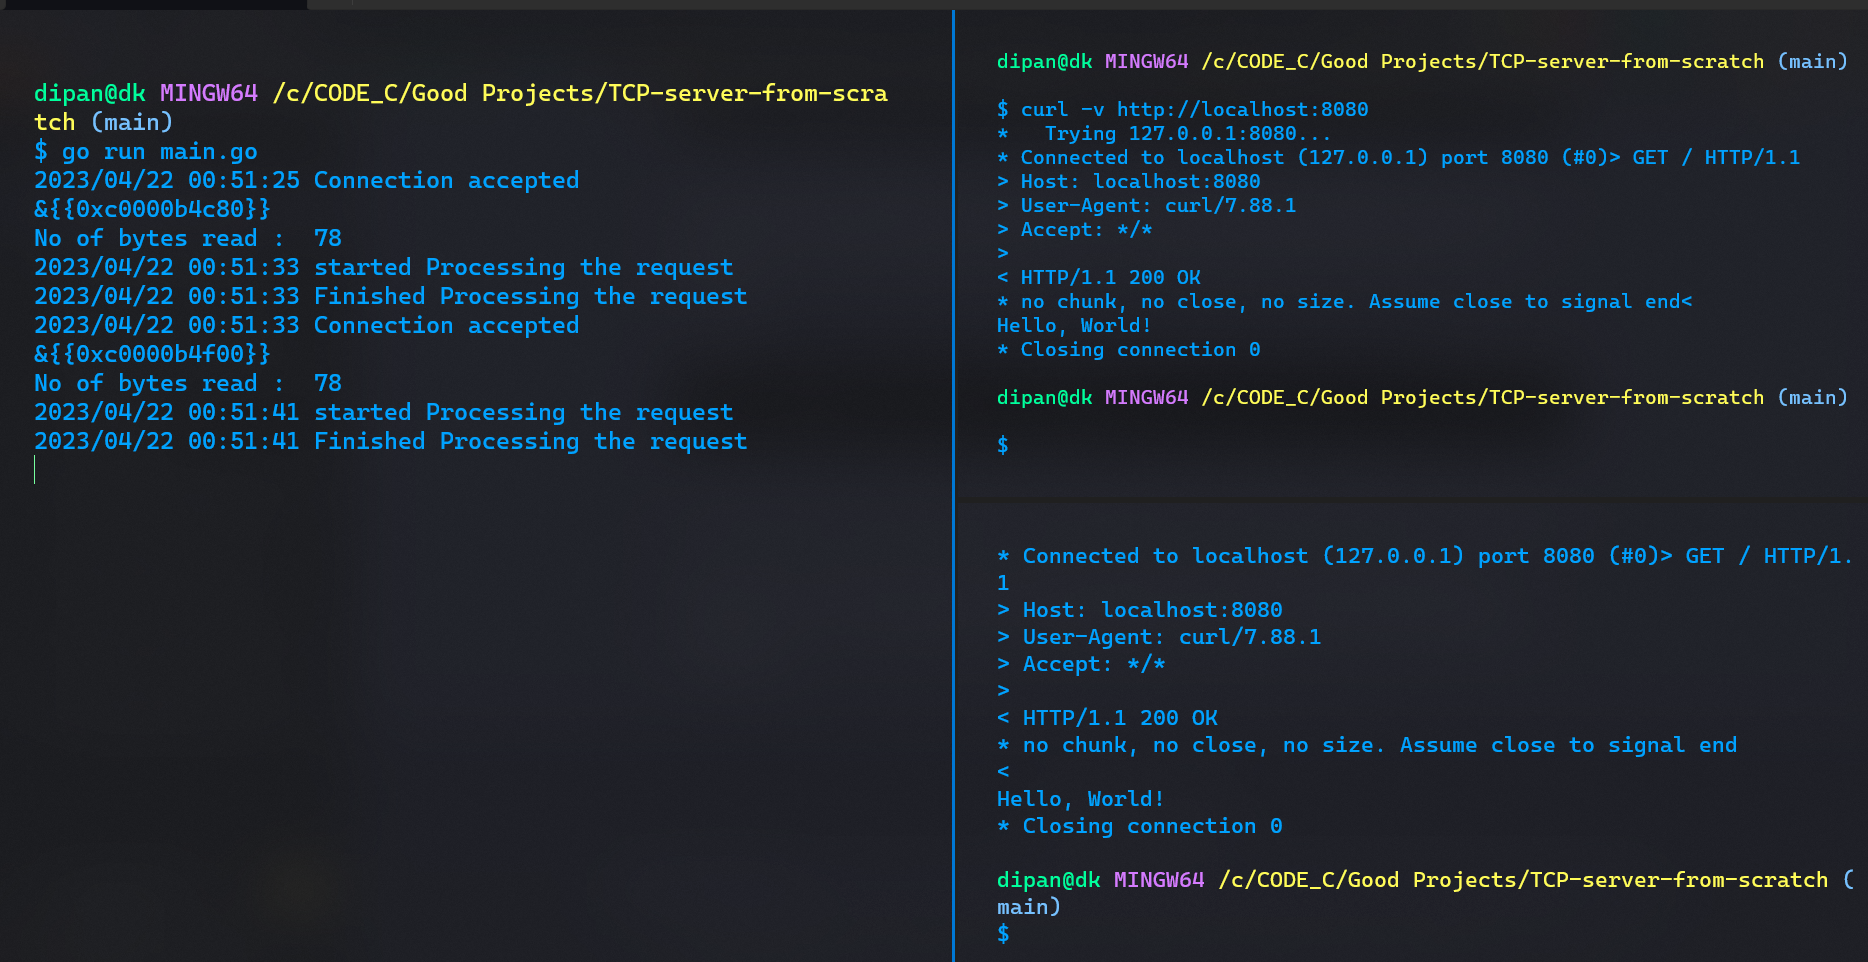 dipan@dk MINGW64 /c/CODE_C/Good Projects/TCP-server-from-scra
tch (main)
$ go run main.go
2023/04/22 00:51:25 Connection accepted
&{{0xc0000b4c80}}
No of bytes read :  78
2023/04/22 00:51:33 started Processing the request
2023/04/22 00:51:33 Finished Processing the request
2023/04/22 00:51:33 Connection accepted
&{{0xc0000b4f00}}
No of bytes read :  78
2023/04/22 00:51:41 started Processing the request
2023/04/22 00:51:41 Finished Processing the request
dipan@dk MINGW64 /c/CODE_C/Good Projects/TCP-server-from-scratch (main)
$ curl -v http://localhost:8080
*   Trying 127.0.0.1:8080...
* Connected to localhost (127.0.0.1) port 8080 (#0)> GET / HTTP/1.1
> Host: localhost:8080
> User-Agent: curl/7.88.1
> Accept: */*
>
< HTTP/1.1 200 OK
* no chunk, no close, no size. Assume close to signal end<
Hello, World!
* Closing connection 0
dipan@dk MINGW64 /c/CODE_C/Good Projects/TCP-server-from-scratch (main)
$
* Connected to localhost (127.0.0.1) port 8080 (#0)> GET / HTTP/1.
1
> Host: localhost:8080
> User-Agent: curl/7.88.1
> Accept: */*
>
< HTTP/1.1 200 OK
* no chunk, no close, no size. Assume close to signal end
<
Hello, World!
* Closing connection 0
dipan@dk MINGW64 /c/CODE_C/Good Projects/TCP-server-from-scratch (
main)
$